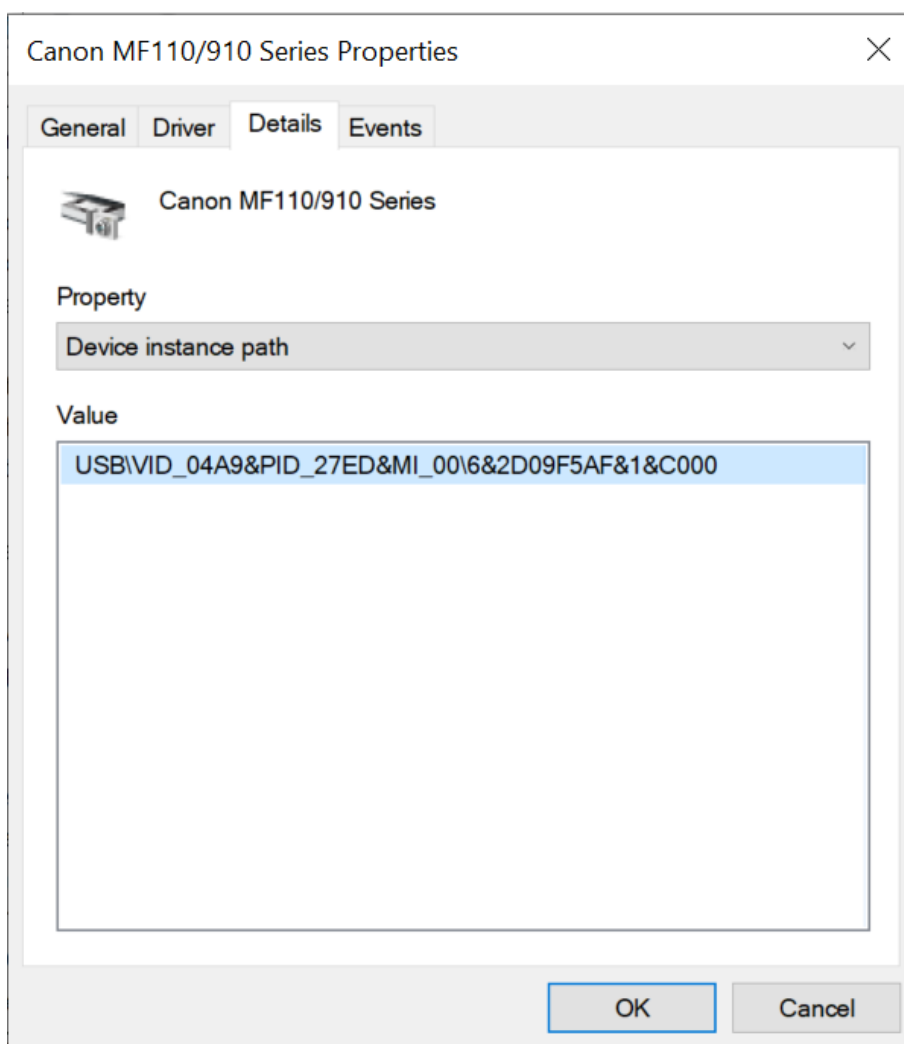 Canon MF110/910 Series Properties
General Driver Details Events
Canon MF110/910 Series
Property
Device instance path
Value
USB\VID_04A9&PID_27ED&MI_00\6&2D09F5AF&1&C000
OK Cancel